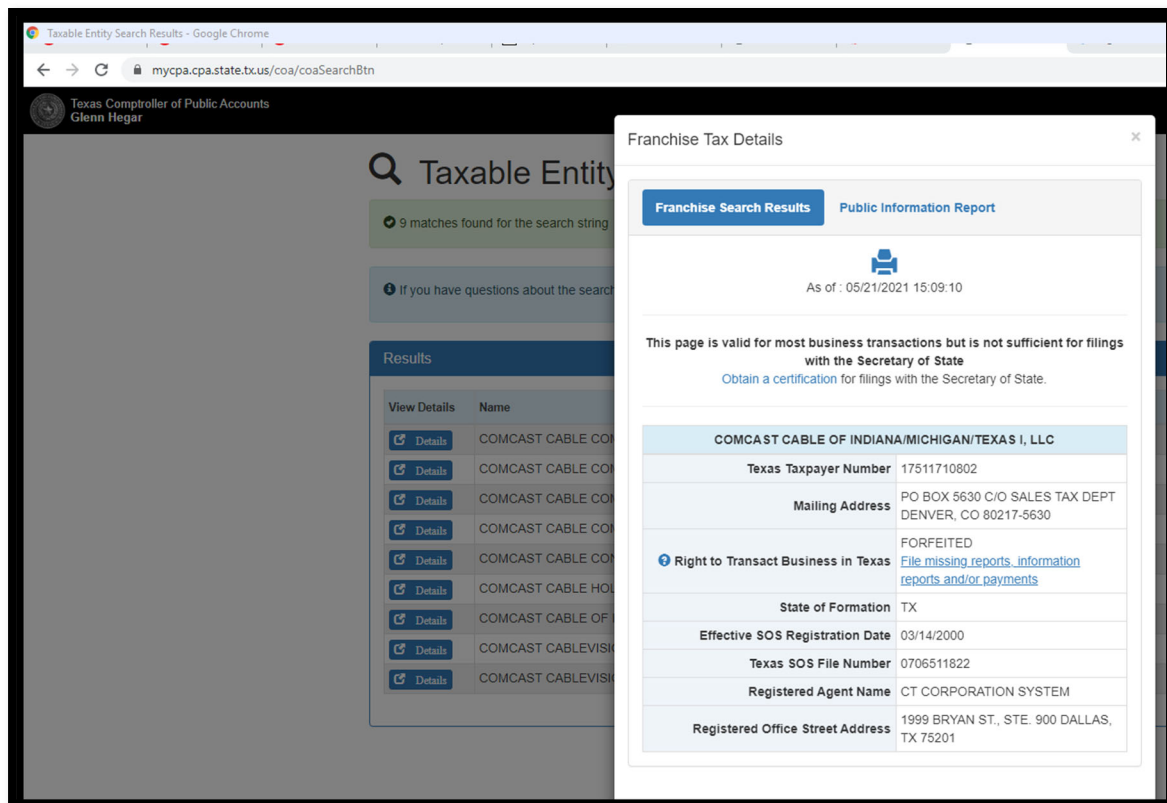 Taxable Entity Search Results - Google Chrome
mycpa.cpa.state.tx.us/coa/coaSearchBtn
Texas Comptroller of Public Accounts
Glenn Hegar
Taxable Entity
9 matches found for the search string
If you have questions about the search
Results
View Details Name
Details COMCAST CABLE COM
Details COMCAST CABLE COM
Details COMCAST CABLE COM
Details COMCAST CABLE COM
Details COMCAST CABLE CON
Details COMCAST CABLE HOL
Details COMCAST CABLE OF I
Details COMCAST CABLEVISIO
Details COMCAST CABLEVISIO
Franchise Tax Details ×
Franchise Search Results Public Information Report
As of : 05/21/2021 15:09:10
This page is valid for most business transactions but is not sufficient for filings
with the Secretary of State
Obtain a certification for filings with the Secretary of State.
COMCAST CABLE OF INDIANA/MICHIGAN/TEXAS I, LLC
Texas Taxpayer Number 17511710802
Mailing Address PO BOX 5630 C/O SALES TAX DEPT
DENVER, CO 80217-5630
Right to Transact Business in Texas FORFEITED
File missing reports, information
reports and/or payments
State of Formation TX
Effective SOS Registration Date 03/14/2000
Texas SOS File Number 0706511822
Registered Agent Name CT CORPORATION SYSTEM
Registered Office Street Address 1999 BRYAN ST., STE. 900 DALLAS,
TX 75201